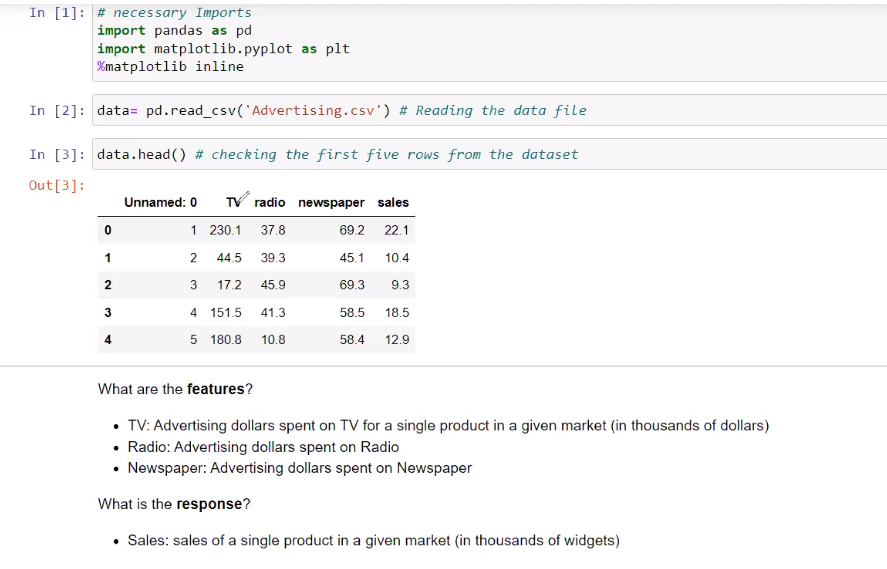 In [1]: # necessary Imports
import pandas as pd
import matplotlib.pyplot as plt
%matplotlib inline
In [2]: data= pd.read_csv('Advertising.csv') # Reading the data file
In [3]: data.head() # checking the first five rows from the dataset
Out[3]:
Unnamed: 0 TV radio newspaper sales
0 1 230.1 37.8 69.2 22.1
1 2 44.5 39.3 45.1 10.4
2 3 17.2 45.9 69.3 9.3
3 4 151.5 41.3 58.5 18.5
4 5 180.8 10.8 58.4 12.9
What are the features?
• TV: Advertising dollars spent on TV for a single product in a given market (in thousands of dollars)
• Radio: Advertising dollars spent on Radio
• Newspaper: Advertising dollars spent on Newspaper
What is the response?
• Sales: sales of a single product in a given market (in thousands of widgets)